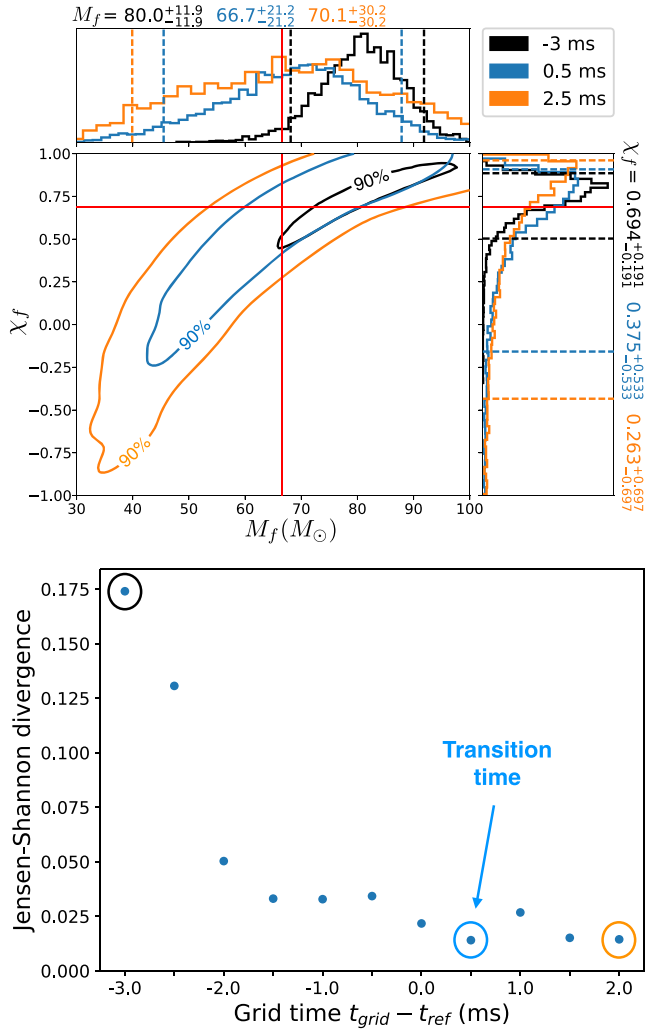 M_f = 80.0^{+11.9}_{-11.9} 66.7^{+21.2}_{-21.2} 70.1^{+30.2}_{-30.2}
-3 ms
0.5 ms
2.5 ms
1.00
0.75
0.50
0.25
0.00
−0.25
−0.50
−0.75
−1.00
χ_f
90%
90%
90%
30 40 50 60 70 80 90 100
M_f(M_⊙)
χ_f = 0.694^{+0.191}_{-0.191} 0.375^{+0.533}_{-0.533} 0.263^{+0.697}_{-0.697}
0.175
0.150
0.125
0.100
0.075
0.050
0.025
0.000
Jensen-Shannon divergence
Transition
time
-3.0 -2.0 -1.0 0.0 1.0 2.0
Grid time t_{grid} − t_{ref} (ms)